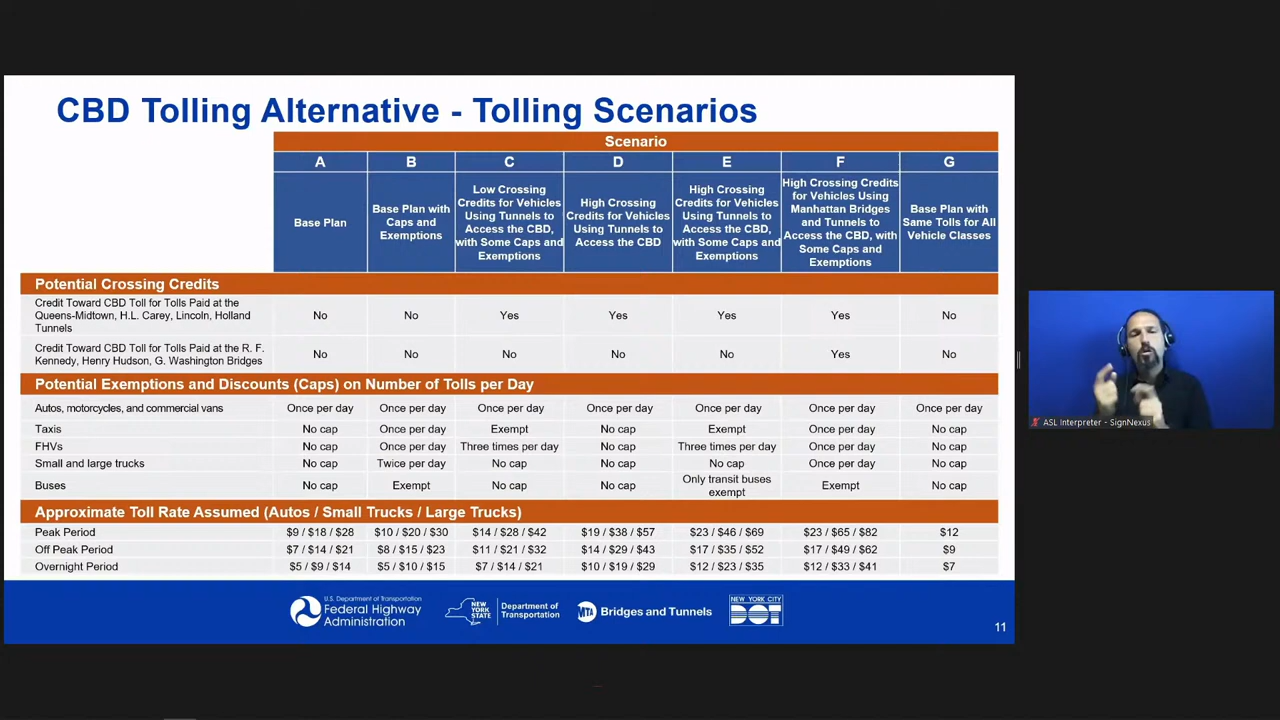 CBD Tolling Alternative - Tolling Scenarios
Scenario
A B C D E F G
Base Plan
Base Plan with
Caps and
Exemptions
Low Crossing
Credits for Vehicles
Using Tunnels to
Access the CBD,
with Some Caps and
Exemptions
High Crossing
Credits for Vehicles
Using Tunnels to
Access the CBD
High Crossing
Credits for Vehicles
Using Tunnels to
Access the CBD,
with Some Caps and
Exemptions
High Crossing Credits
for Vehicles Using
Manhattan Bridges
and Tunnels to
Access the CBD, with
Some Caps and
Exemptions
Base Plan with
Same Tolls for All
Vehicle Classes
Potential Crossing Credits
Credit Toward CBD Toll for Tolls Paid at the
Queens-Midtown, H.L. Carey, Lincoln, Holland
Tunnels
No No Yes Yes Yes Yes No
Credit Toward CBD Toll for Tolls Paid at the R. F.
Kennedy, Henry Hudson, G. Washington Bridges
No No No No No Yes No
Potential Exemptions and Discounts (Caps) on Number of Tolls per Day
Autos, motorcycles, and commercial vans Once per day Once per day Once per day Once per day Once per day Once per day Once per day
Taxis No cap Once per day Exempt No cap Exempt Once per day No cap
FHVs No cap Once per day Three times per day No cap Three times per day Once per day No cap
Small and large trucks No cap Twice per day No cap No cap No cap Once per day No cap
Buses No cap Exempt No cap No cap Only transit buses
exempt Exempt No cap
Approximate Toll Rate Assumed (Autos / Small Trucks / Large Trucks)
Peak Period $9 / $18 / $28 $10 / $20 / $30 $14 / $28 / $42 $19 / $38 / $57 $23 / $46 / $69 $23 / $65 / $82 $12
Off Peak Period $7 / $14 / $21 $8 / $15 / $23 $11 / $21 / $32 $14 / $29 / $43 $17 / $35 / $52 $17 / $49 / $62 $9
Overnight Period $5 / $9 / $14 $5 / $10 / $15 $7 / $14 / $21 $10 / $19 / $29 $12 / $23 / $35 $12 / $33 / $41 $7
U.S. Department of Transportation
Federal Highway
Administration
NEW
YORK
STATE
Department of
Transportation
MTA Bridges and Tunnels
NEW YORK CITY
DOT
11
ASL Interpreter - SignNexus